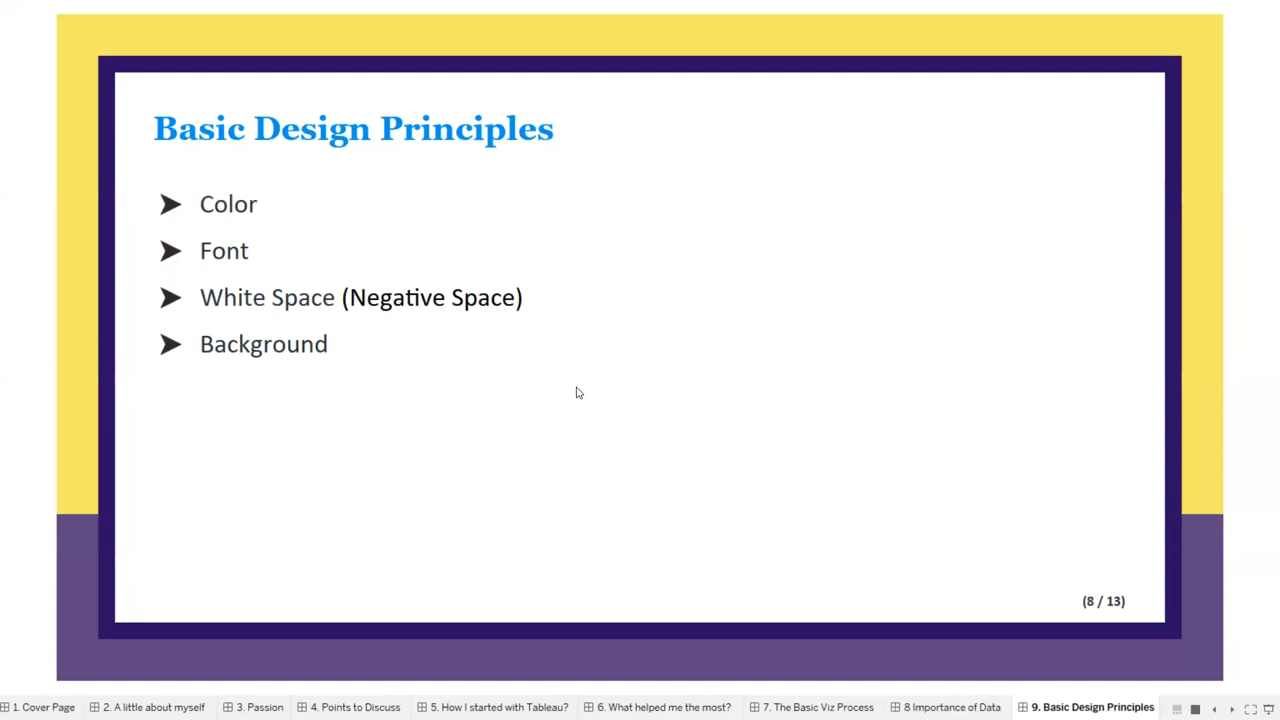 Basic Design Principles
➤ Color
➤ Font
➤ White Space (Negative Space)
➤ Background
(8 / 13)
1. Cover Page 2. A little about myself 3. Passion 4. Points to Discuss 5. How I started with Tableau? 6. What helped me the most? 7. The Basic Viz Process 8 Importance of Data 9. Basic Design Principles